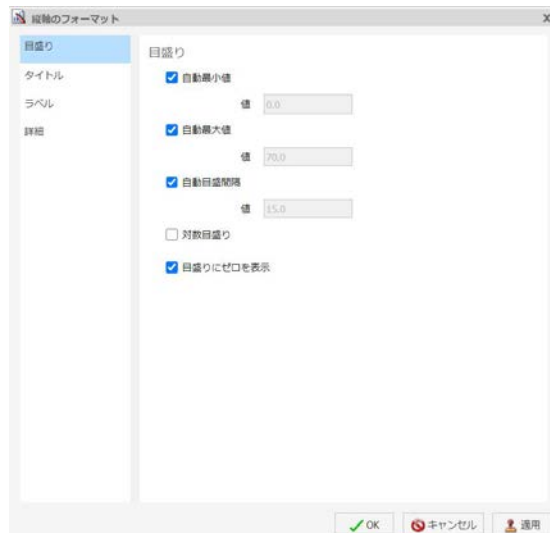 縦軸のフォーマット
目盛り
タイトル
ラベル
詳細
目盛り
自動最小値
値 0.0
自動最大値
値 70.0
自動目盛間隔
値 15.0
対数目盛り
目盛りにゼロを表示
OK キャンセル 適用